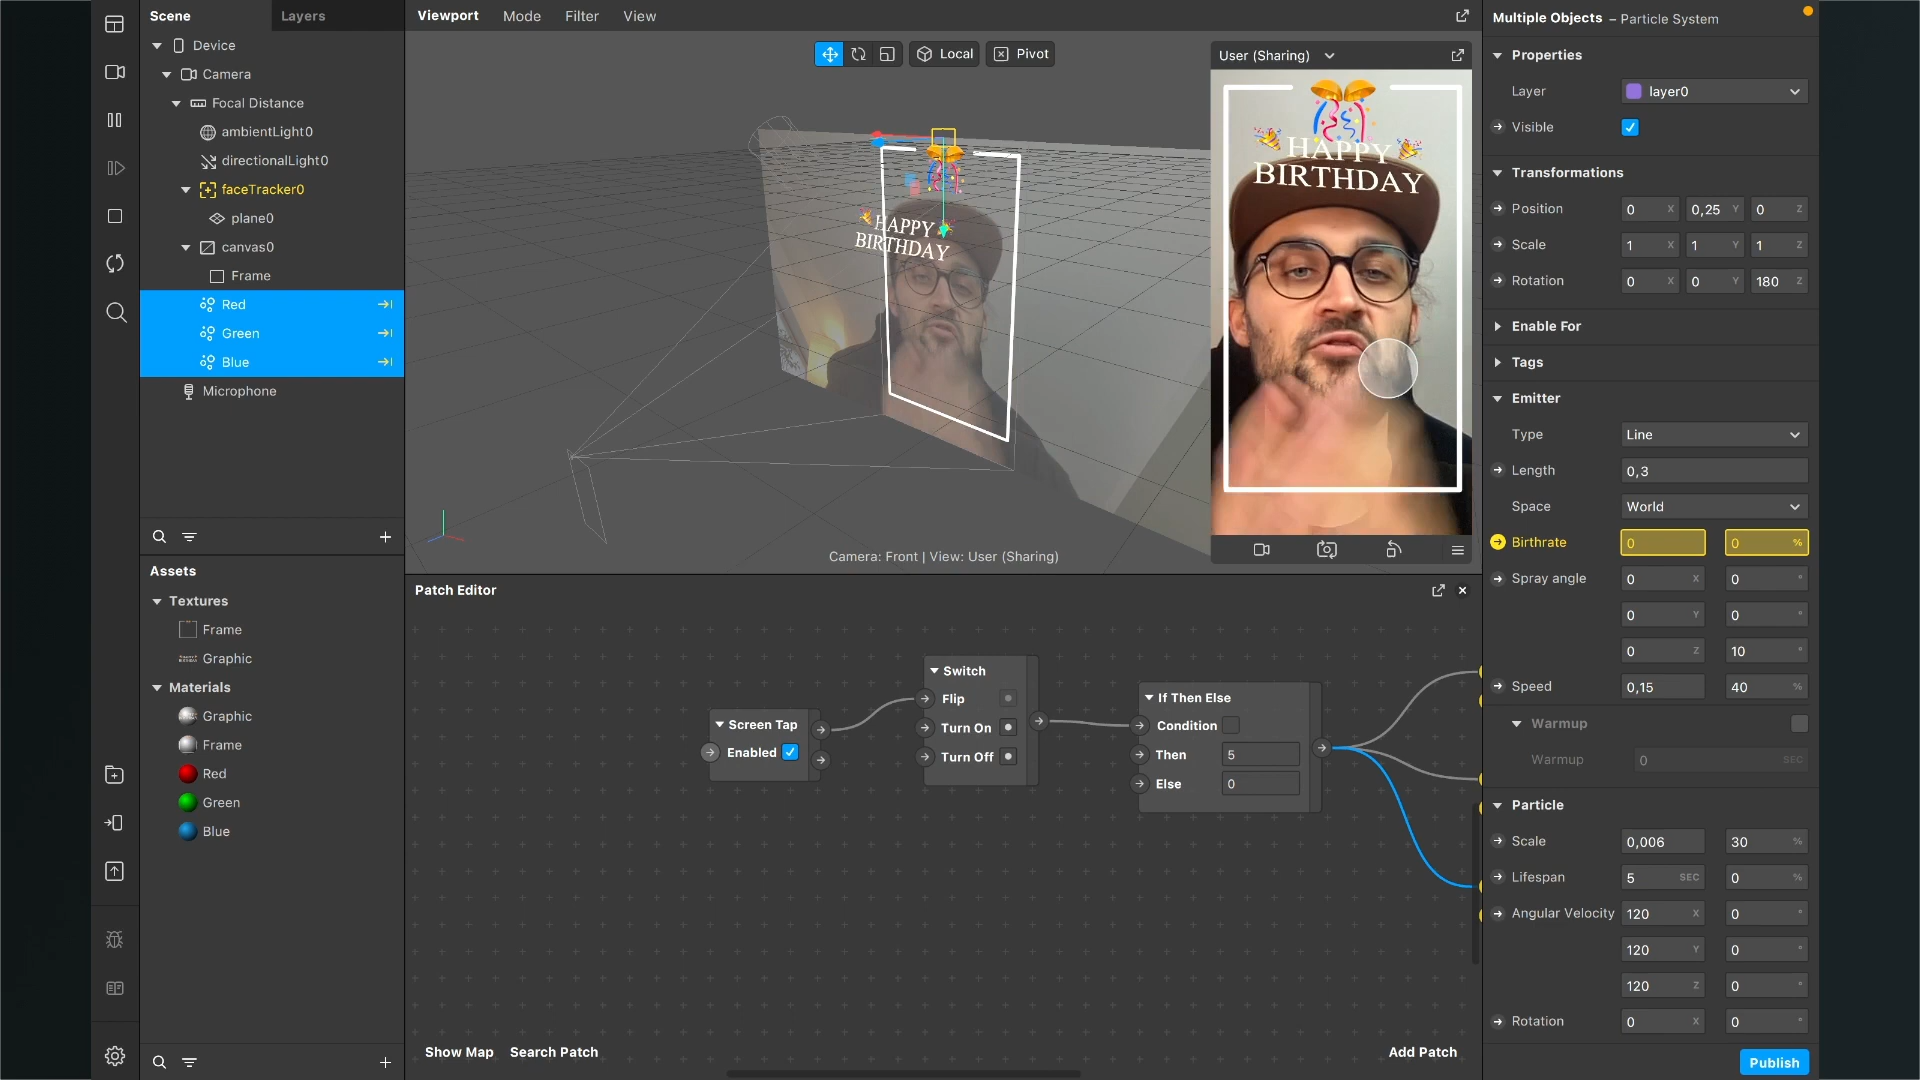 Scene
Layers
Device
Camera
Focal Distance
ambientLight0
directionalLight0
faceTracker0
plane0
canvas0
Frame
Red
Green
Blue
Microphone
Assets
Textures
Frame
Graphic
Materials
Graphic
Frame
Red
Green
Blue
Viewport
Mode
Filter
View
Local
Pivot
HAPPY
BIRTHDAY
User (Sharing)
HAPPY
BIRTHDAY
Camera: Front | View: User (Sharing)
Patch Editor
Screen Tap
Enabled
Switch
Flip
Turn On
Turn Off
If Then Else
Condition
Then 5
Else 0
Show Map
Search Patch
Add Patch
Multiple Objects – Particle System
Properties
Layer layer0
Visible
Transformations
Position 0 X 0,25 Y 0 Z
Scale 1 X 1 Y 1 Z
Rotation 0 X 0 Y 180 Z
Enable For
Tags
Emitter
Type Line
Length 0,3
Space World
Birthrate 0 0 %
Spray angle 0 X 0 °
0 Y 0 °
0 Z 10 °
Speed 0,15 40 %
Warmup
Warmup 0 SEC
Particle
Scale 0,006 30 %
Lifespan 5 SEC 0 %
Angular Velocity 120 X 0 °
120 Y 0 °
120 Z 0 °
Rotation 0 X 0 °
Publish